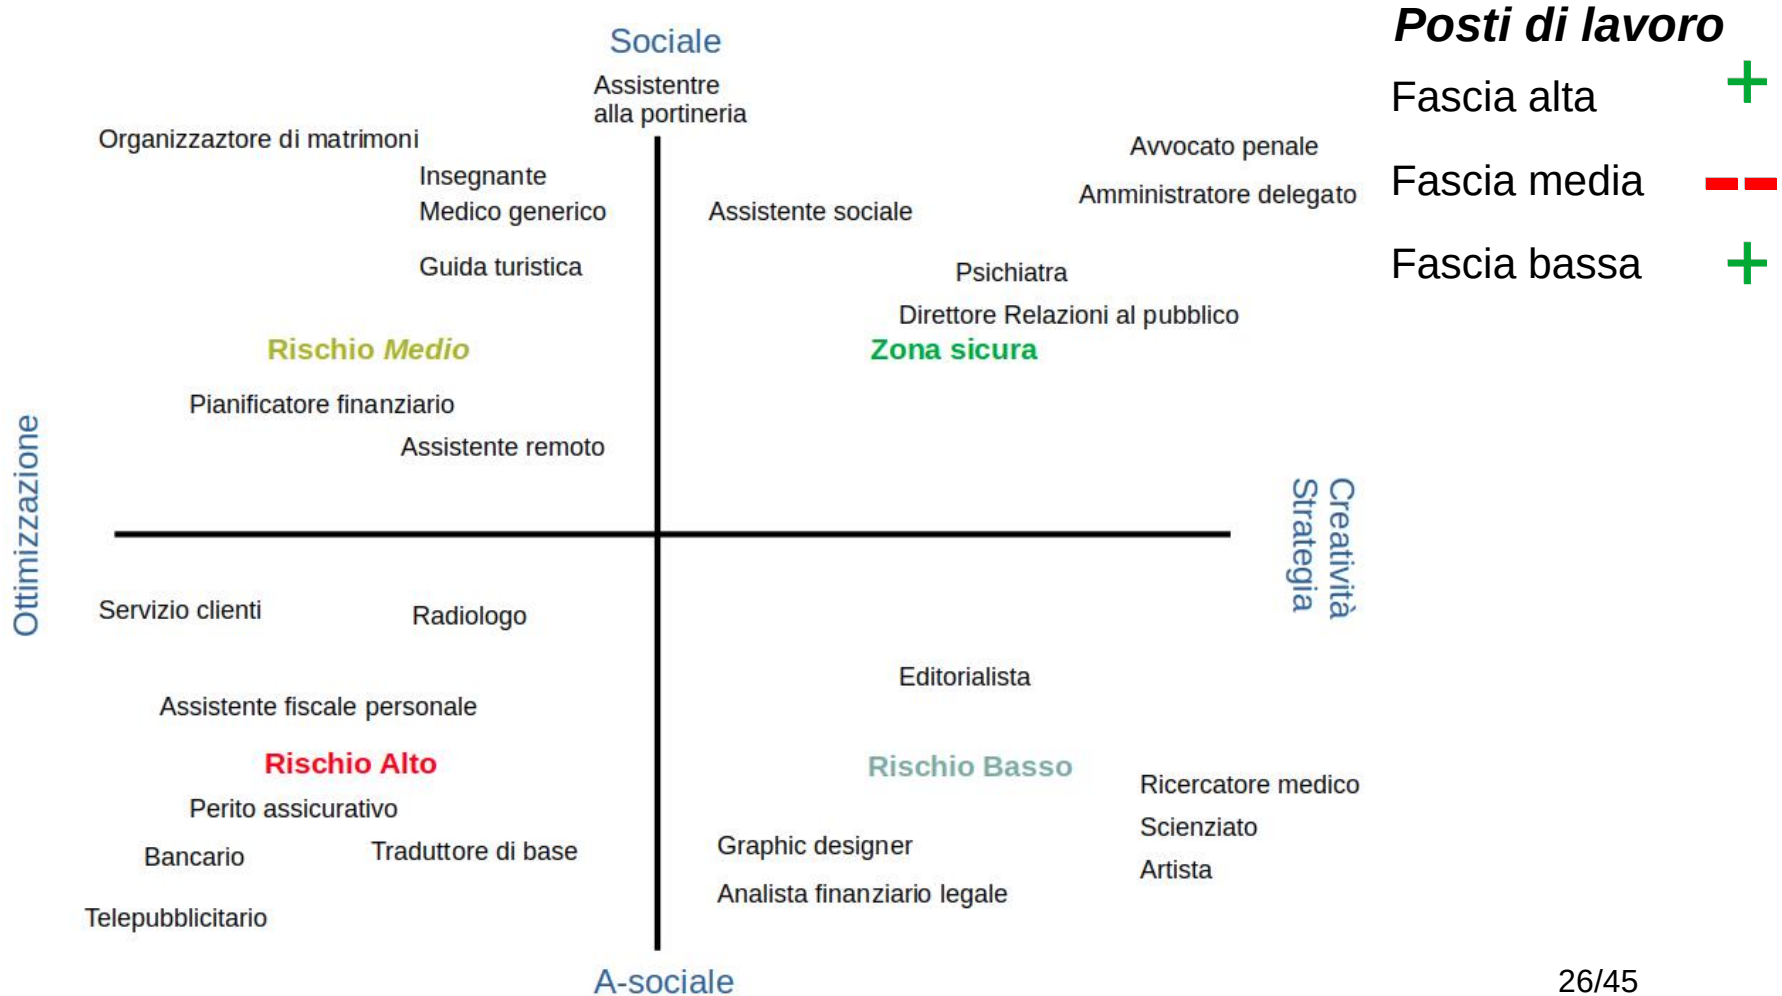 Posti di lavoro
Fascia alta +
Fascia media --
Fascia bassa +
Sociale
Assistentre
alla portineria
Organizzaztore di matrimoni
Insegnante
Medico generico
Guida turistica
Rischio Medio
Pianificatore finanziario
Assistente remoto
Avvocato penale
Amministratore delegato
Assistente sociale
Psichiatra
Direttore Relazioni al pubblico
Zona sicura
Ottimizzazione
Creatività
Strategia
Servizio clienti
Radiologo
Assistente fiscale personale
Rischio Alto
Perito assicurativo
Bancario
Traduttore di base
Telepubblicitario
Editorialista
Rischio Basso
Ricercatore medico
Scienziato
Artista
Graphic designer
Analista finanziario legale
A-sociale
26/45